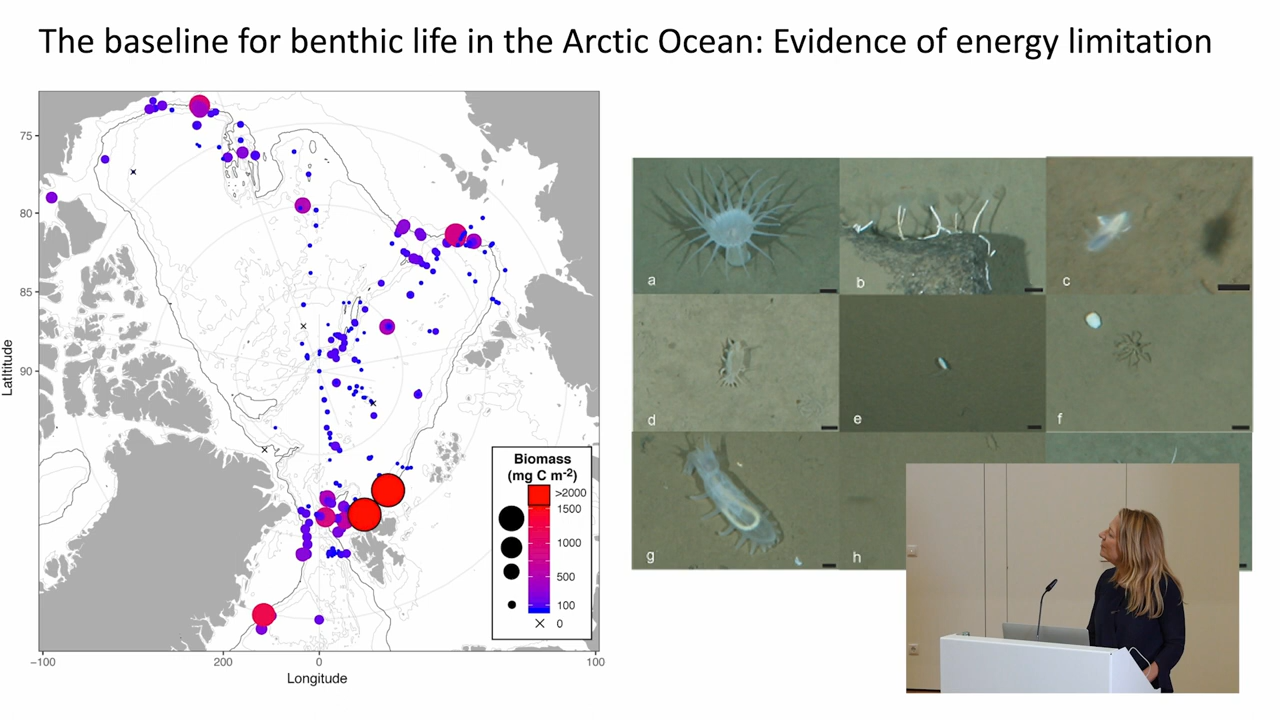 The baseline for benthic life in the Arctic Ocean: Evidence of energy limitation
75
80
85
90
Latltitude
−100
200
0
100
Longitude
Biomass
(mg C m-2)
>2000
1500
1000
500
100
0
a
b
c
d
e
f
g
h